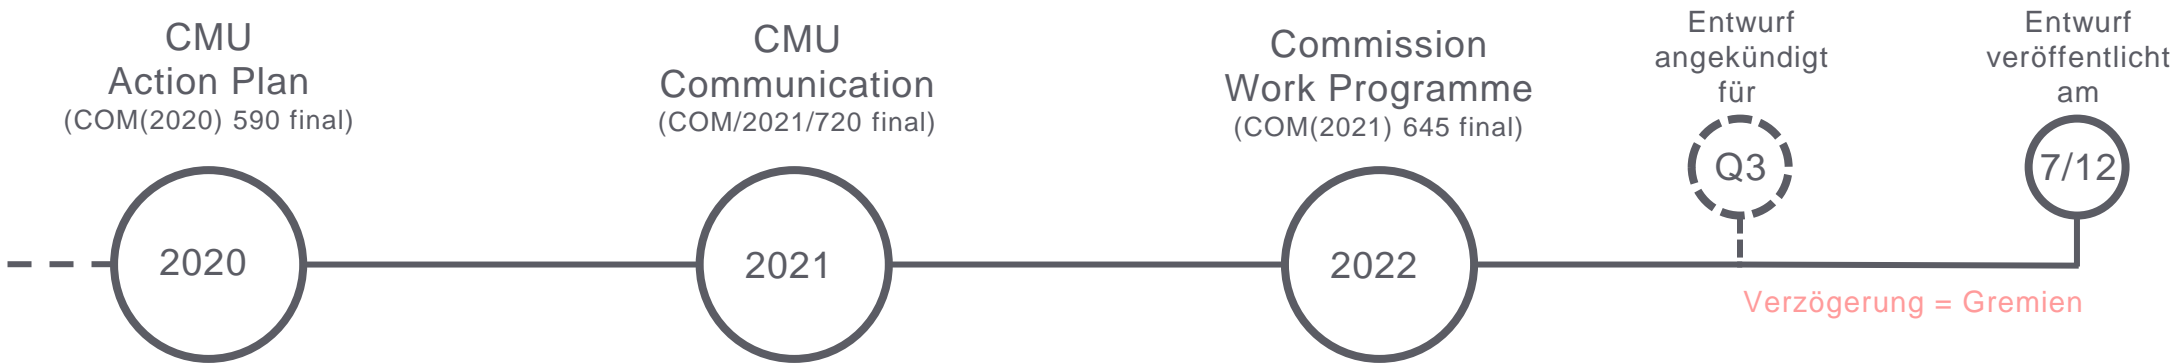 CMU
Action Plan
(COM(2020) 590 final)
2020
CMU
Communication
(COM/2021/720 final)
2021
Commission
Work Programme
(COM(2021) 645 final)
2022
Entwurf
angekündigt
für
Q3
Entwurf
veröffentlicht
am
7/12
Verzögerung = Gremien